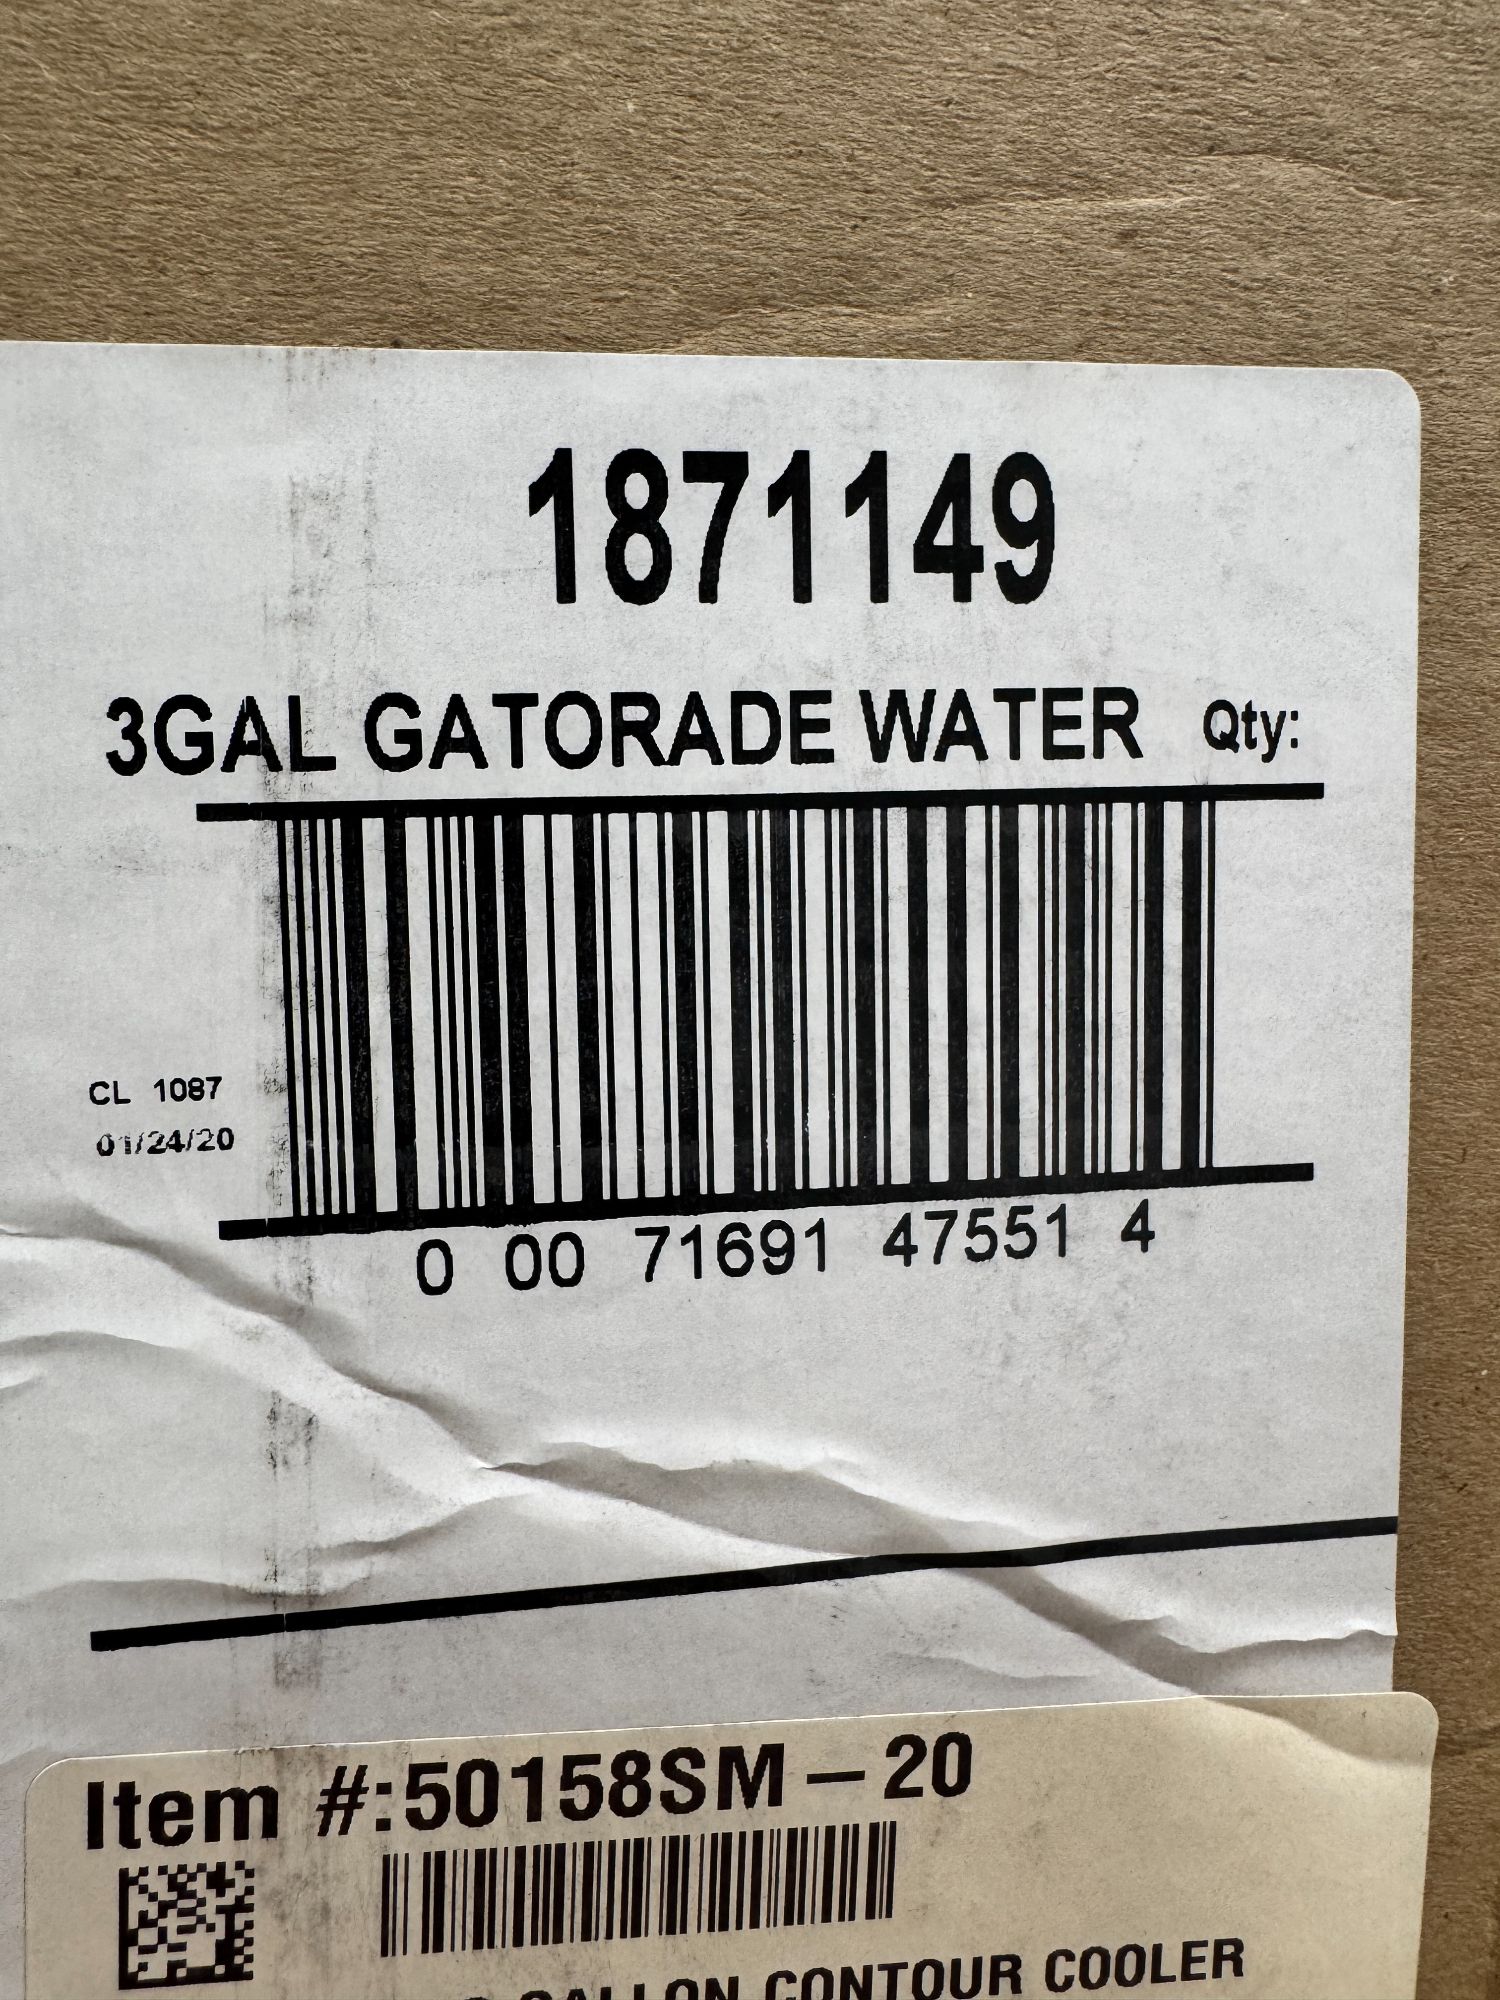 1871149
3GAL GATORADE WATER Qty:
CL 1087
01/24/20
0 00 71691 47551 4
Item #:50158SM-20
GALLON CONTOUR COOLER